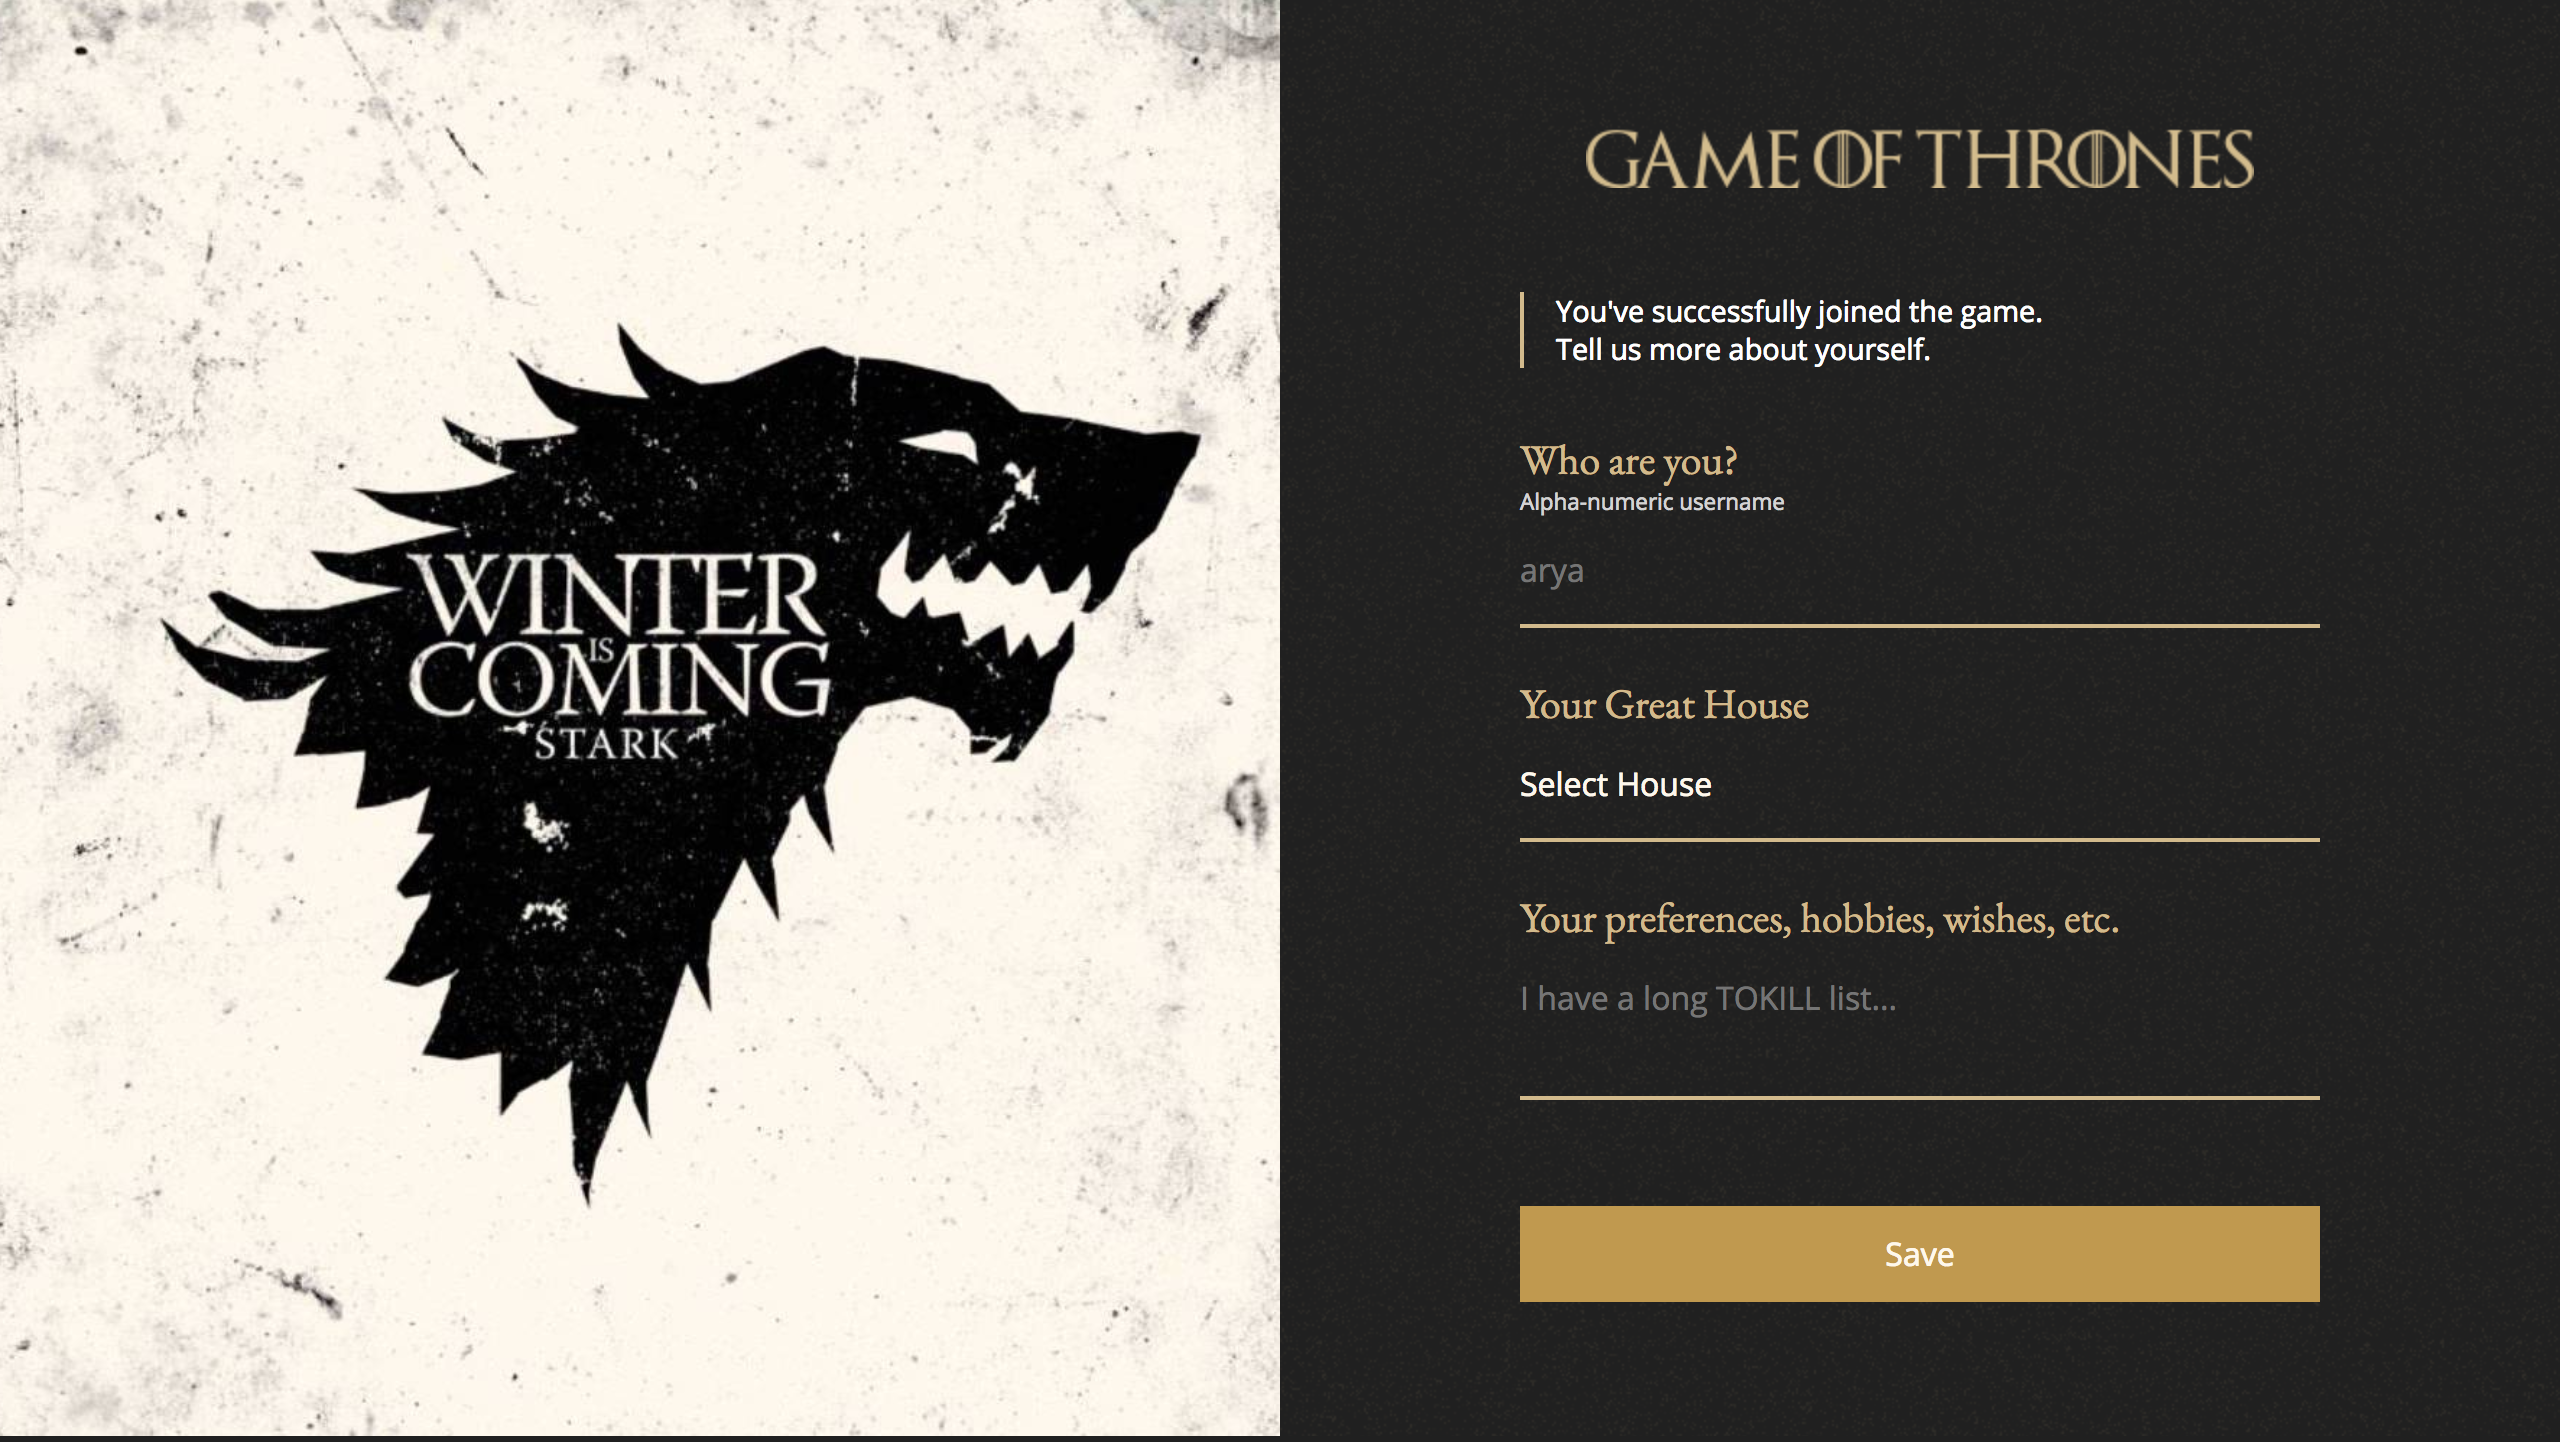 WINTER
IS
COMING
STARK
GAME OF THRONES
You've successfully joined the game.
Tell us more about yourself.
Who are you?
Alpha-numeric username
arya
Your Great House
Select House
Your preferences, hobbies, wishes, etc.
I have a long TOKILL list...
Save